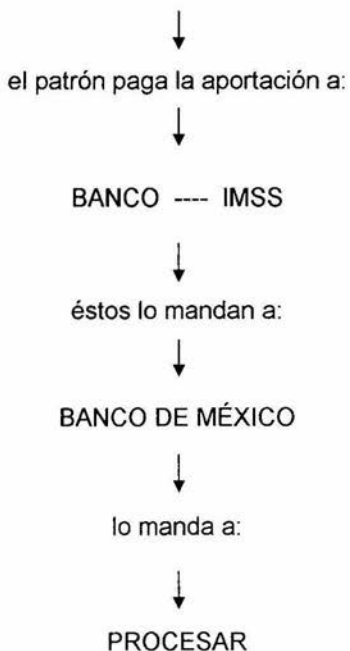 el patrón paga la aportación a:
BANCO ---- IMSS
éstos lo mandan a:
BANCO DE MÉXICO
lo manda a:
PROCESAR